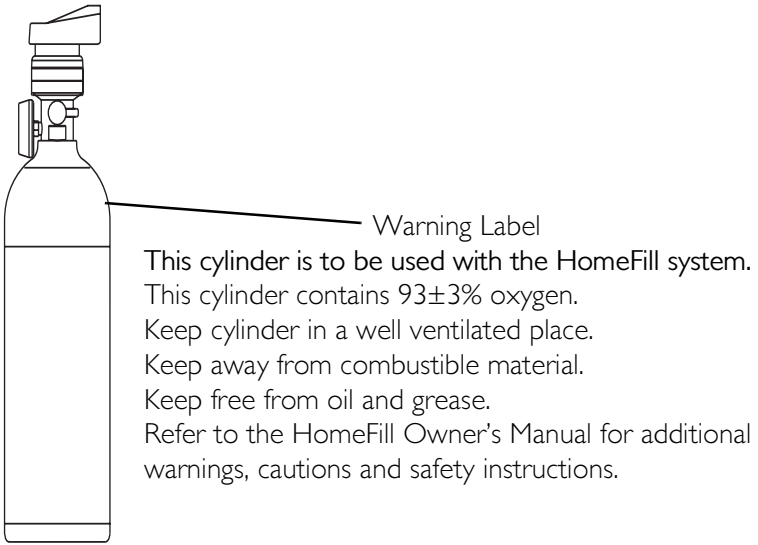 Warning Label
This cylinder is to be used with the HomeFill system.
This cylinder contains 93±3% oxygen.
Keep cylinder in a well ventilated place.
Keep away from combustible material.
Keep free from oil and grease.
Refer to the HomeFill Owner’s Manual for additional
warnings, cautions and safety instructions.